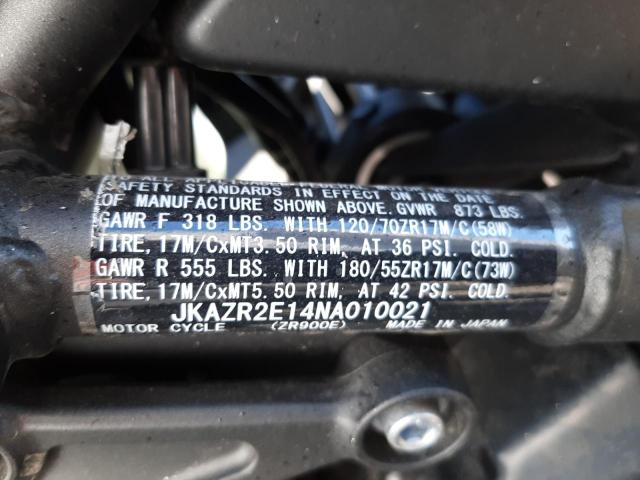 SAFETY STANDARDS IN EFFECT ON THE DATE
OF MANUFACTURE SHOWN ABOVE. GVWR 873 LBS.
GAWR F 318 LBS. WITH 120/70ZR17M/C(58W)
TIRE, 17M/CxMT3.50 RIM, AT 36 PSI. COLD.
GAWR R 555 LBS. WITH 180/55ZR17M/C(73W)
TIRE, 17M/CxMT5.50 RIM, AT 42 PSI. COLD.
JKAZR2E14NA010021
MOTOR CYCLE (ZR900E) MADE IN JAPAN